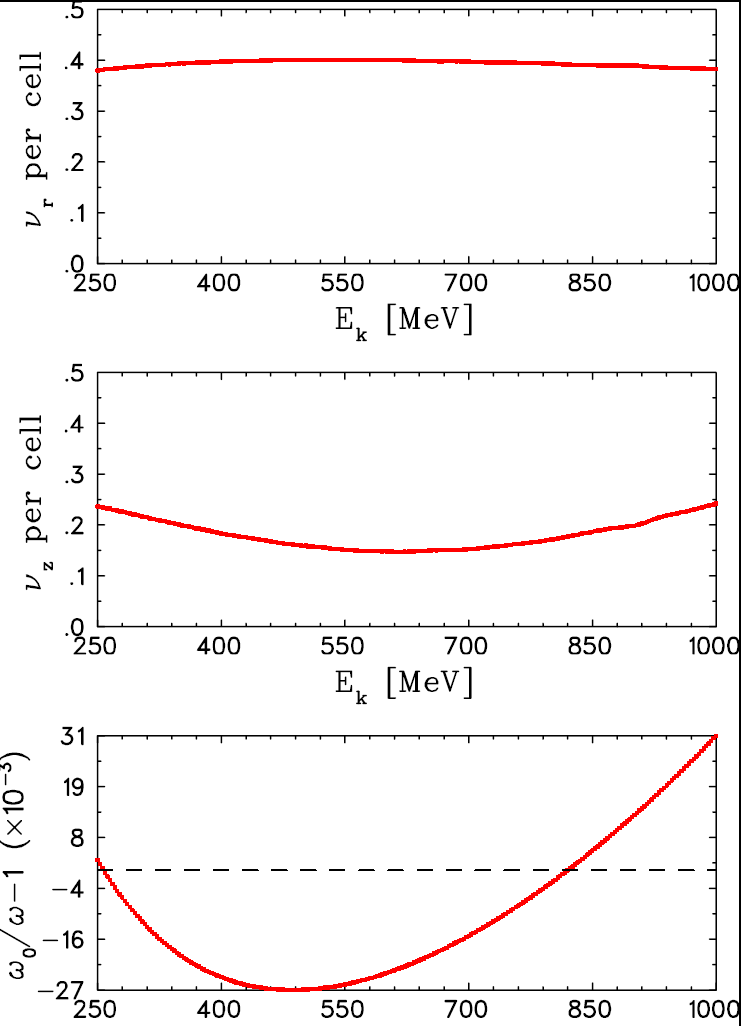 .5
.4
.3
.2
.1
.0
ν_r per cell
250 400 550 700 850 1000
E_k [MeV]
.5
.4
.3
.2
.1
.0
ν_z per cell
250 400 550 700 850 1000
E_k [MeV]
31
19
8
−4
−16
−27
ω_0/ω−1 (×10^−3)
250 400 550 700 850 1000